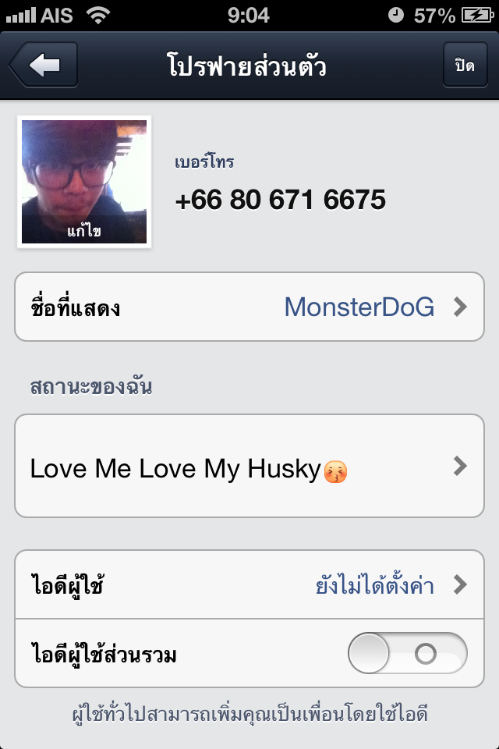 AIS 9:04 57%
โปรฟายส่วนตัว ปิด
เบอร์โทร
+66 80 671 6675
แก้ไข
ชื่อที่แสดง MonsterDoG
สถานะของฉัน
Love Me Love My Husky😚
ไอดีผู้ใช้ ยังไม่ได้ตั้งค่า
ไอดีผู้ใช้ส่วนรวม
ผู้ใช้ทั่วไปสามารถเพิ่มคุณเป็นเพื่อนโดยใช้ไอดี